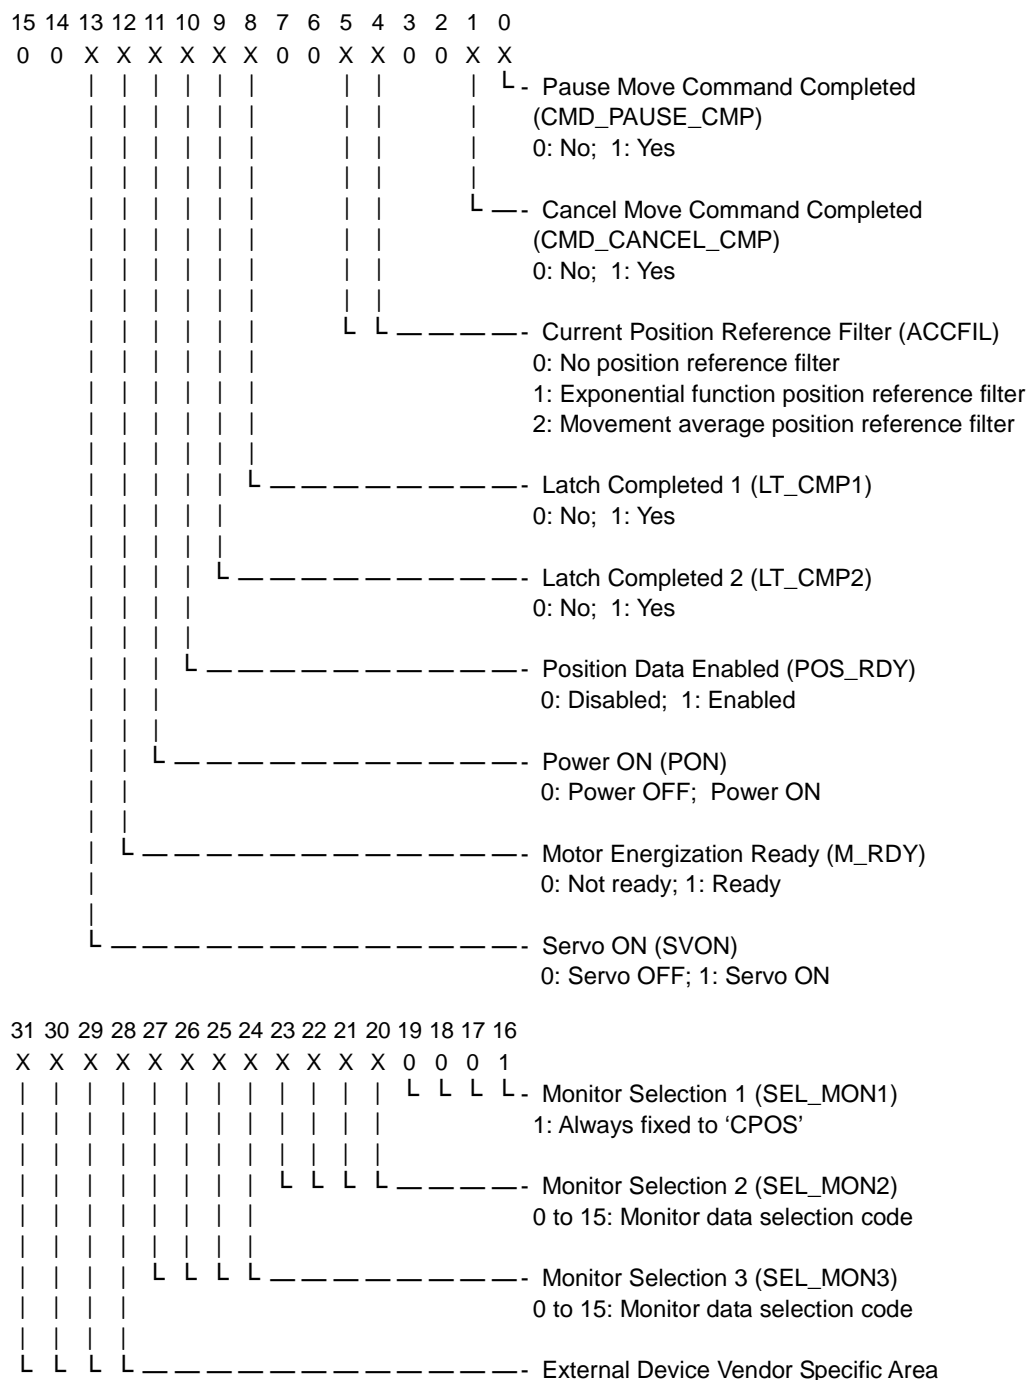 15 14 13 12 11 10 9 8 7 6 5 4 3 2 1 0
0 0 X X X X X X 0 0 X X 0 0 X X
Pause Move Command Completed
(CMD_PAUSE_CMP)
0: No; 1: Yes
Cancel Move Command Completed
(CMD_CANCEL_CMP)
0: No; 1: Yes
Current Position Reference Filter (ACCFIL)
0: No position reference filter
1: Exponential function position reference filter
2: Movement average position reference filter
Latch Completed 1 (LT_CMP1)
0: No; 1: Yes
Latch Completed 2 (LT_CMP2)
0: No; 1: Yes
Position Data Enabled (POS_RDY)
0: Disabled; 1: Enabled
Power ON (PON)
0: Power OFF; Power ON
Motor Energization Ready (M_RDY)
0: Not ready; 1: Ready
Servo ON (SVON)
0: Servo OFF; 1: Servo ON
31 30 29 28 27 26 25 24 23 22 21 20 19 18 17 16
X X X X X X X X X X X X 0 0 0 1
Monitor Selection 1 (SEL_MON1)
1: Always fixed to ‘CPOS’
Monitor Selection 2 (SEL_MON2)
0 to 15: Monitor data selection code
Monitor Selection 3 (SEL_MON3)
0 to 15: Monitor data selection code
External Device Vendor Specific Area